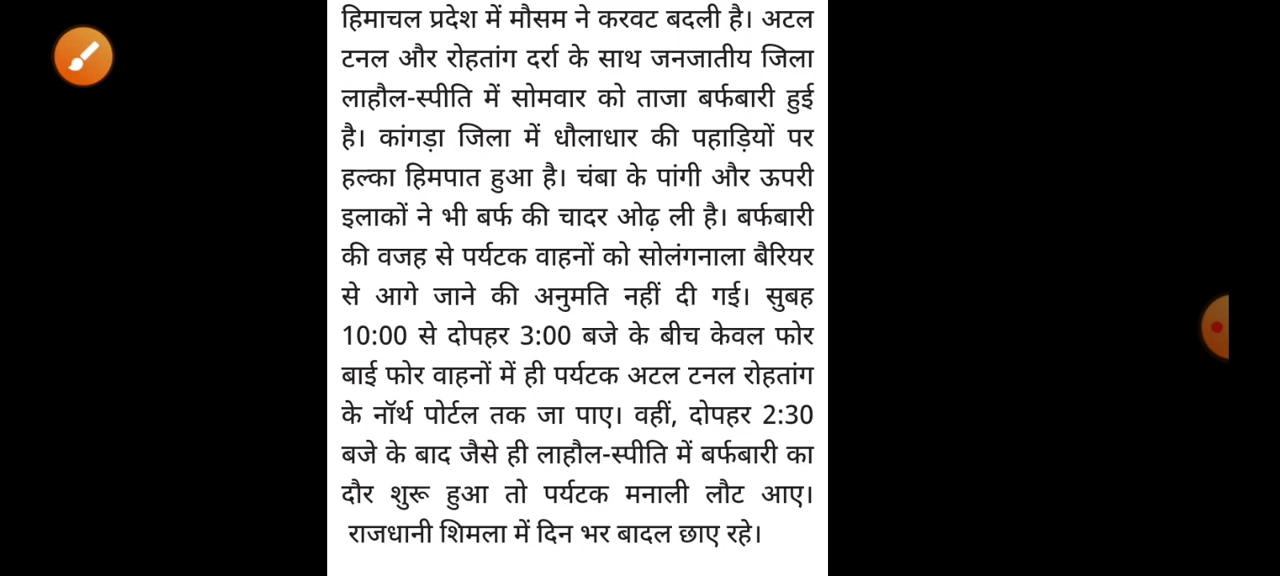 हिमाचल प्रदेश में मौसम ने करवट बदली है। अटल
टनल और रोहतांग दर्रा के साथ जनजातीय जिला
लाहौल-स्पीति में सोमवार को ताजा बर्फबारी हुई
है। कांगड़ा जिला में धौलाधार की पहाड़ियों पर
हल्का हिमपात हुआ है। चंबा के पांगी और ऊपरी
इलाकों ने भी बर्फ की चादर ओढ़ ली है। बर्फबारी
की वजह से पर्यटक वाहनों को सोलंगनाला बैरियर
से आगे जाने की अनुमति नहीं दी गई। सुबह
10:00 से दोपहर 3:00 बजे के बीच केवल फोर
बाई फोर वाहनों में ही पर्यटक अटल टनल रोहतांग
के नॉर्थ पोर्टल तक जा पाए। वहीं, दोपहर 2:30
बजे के बाद जैसे ही लाहौल-स्पीति में बर्फबारी का
दौर शुरू हुआ तो पर्यटक मनाली लौट आए।
राजधानी शिमला में दिन भर बादल छाए रहे।